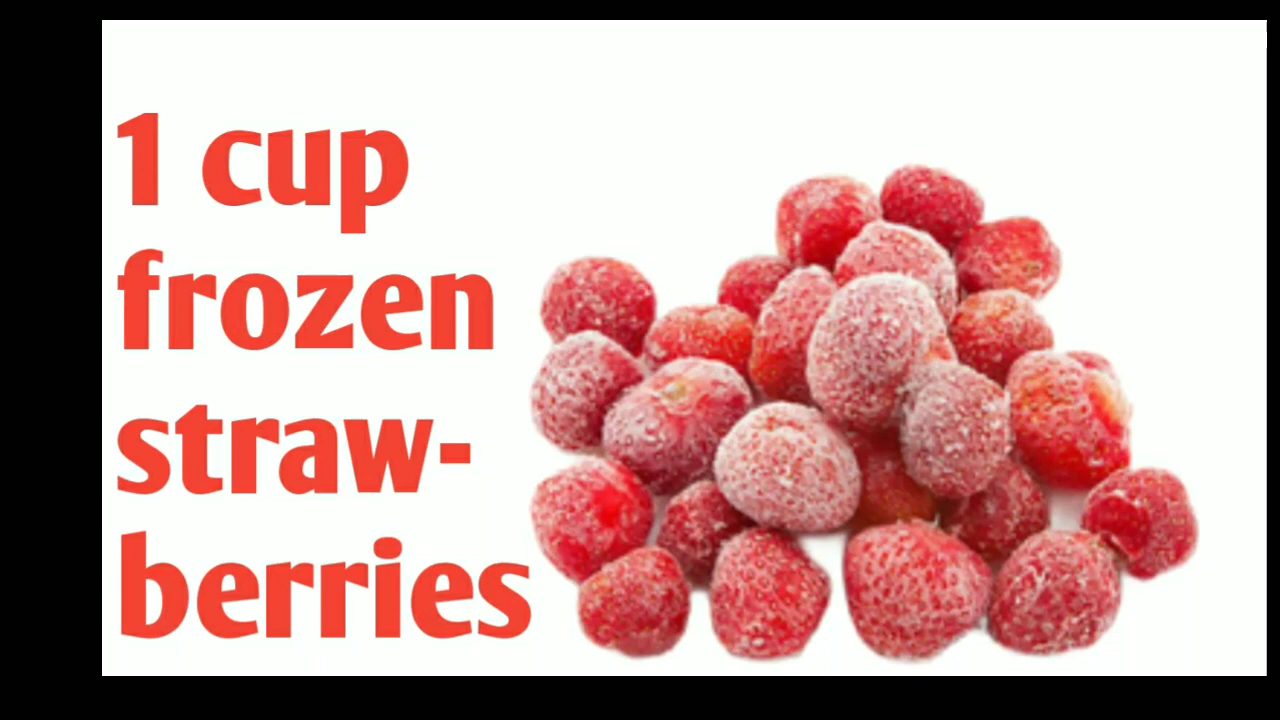 1 cup
frozen
straw-
berries